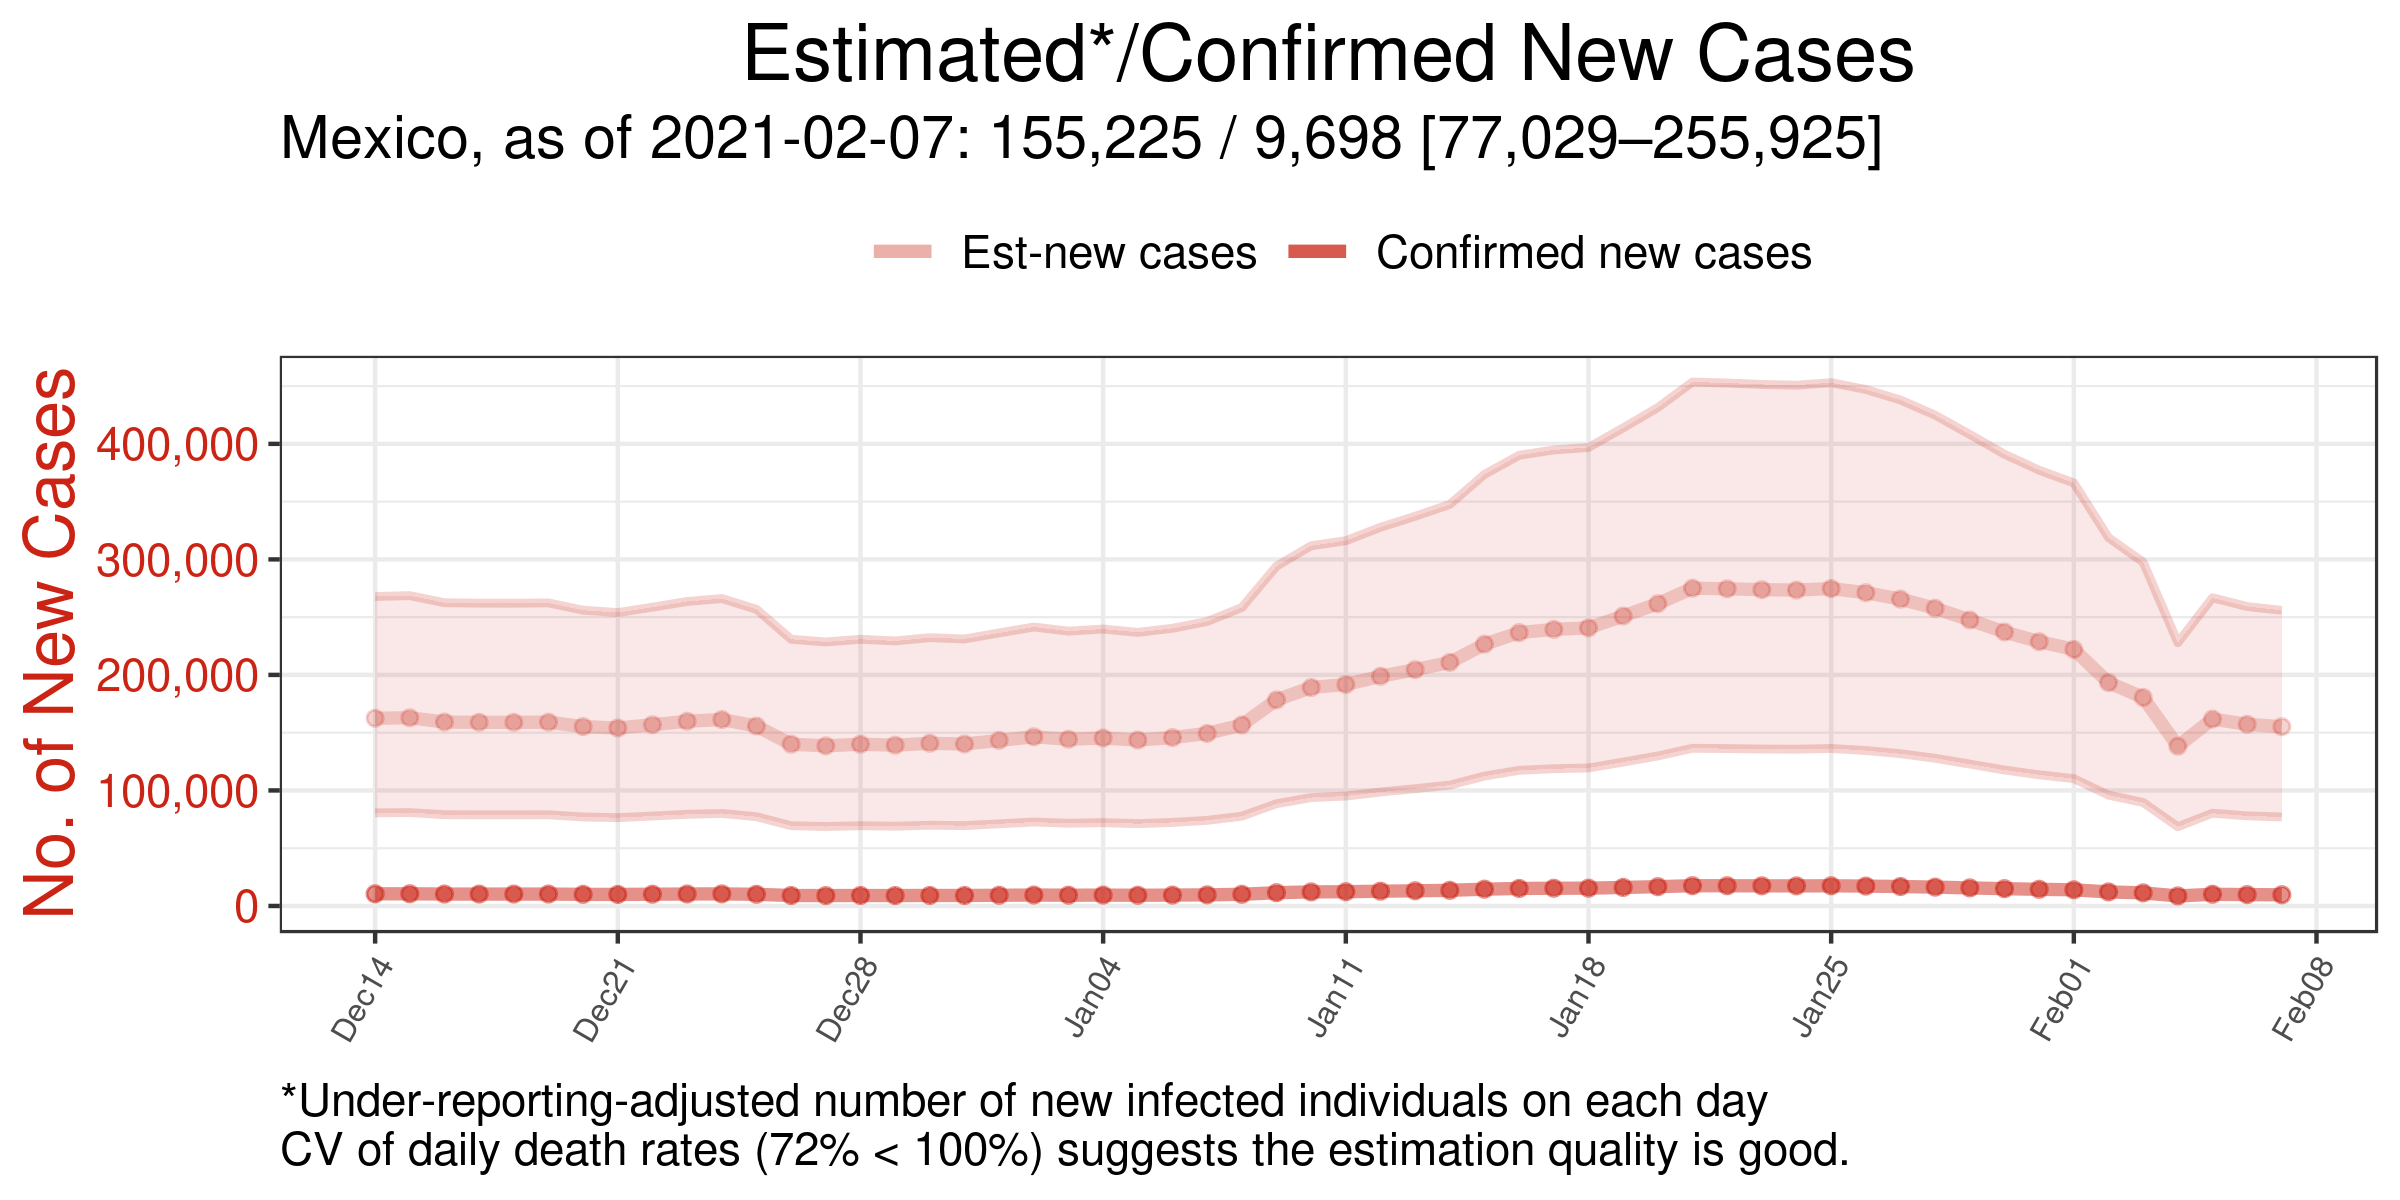 Estimated*/Confirmed New Cases
Mexico, as of 2021-02-07: 155,225 / 9,698 [77,029–255,925]
Est-new cases
Confirmed new cases
No. of New Cases
400,000
300,000
200,000
100,000
0
Dec14
Dec21
Dec28
Jan04
Jan11
Jan18
Jan25
Feb01
Feb08
*Under-reporting-adjusted number of new infected individuals on each day
CV of daily death rates (72% < 100%) suggests the estimation quality is good.